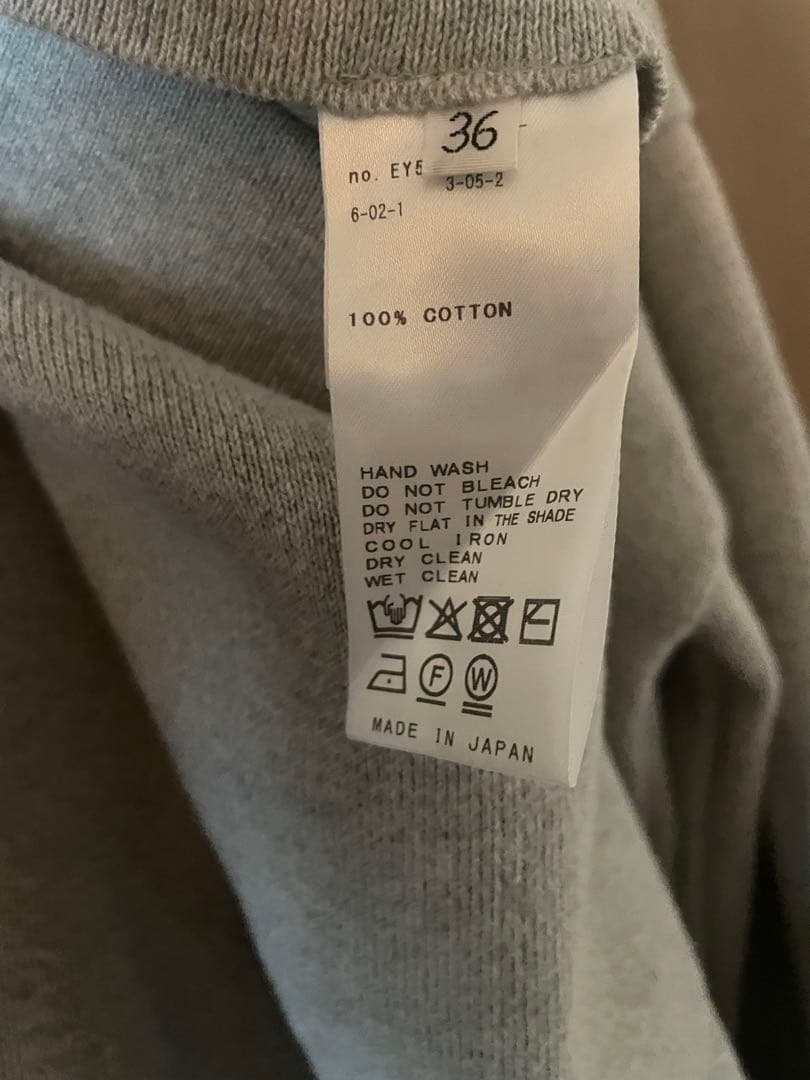 36
no. EY5
3-05-2
6-02-1
100% COTTON
HAND WASH
DO NOT BLEACH
DO NOT TUMBLE DRY
DRY FLAT IN THE SHADE
COOL IRON
DRY CLEAN
WET CLEAN
F W
MADE IN JAPAN